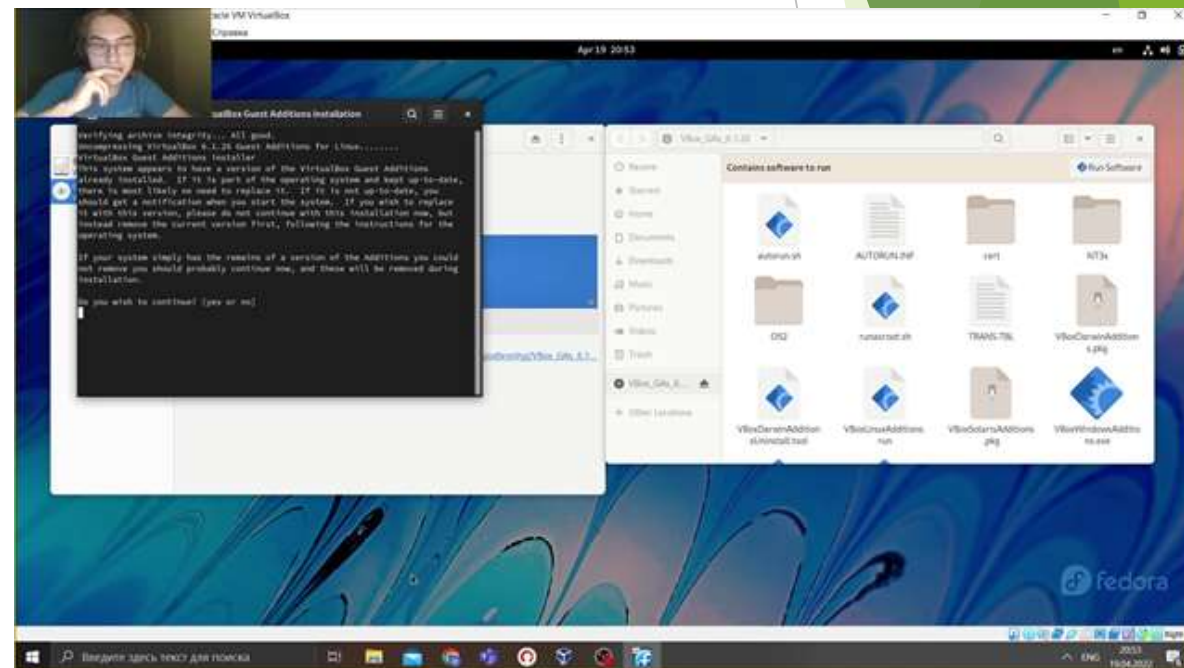 Oracle VM VirtualBox
Справка
Apr 19 20:53
en
VirtualBox Guest Additions installation
Verifying archive integrity... All good.
Uncompressing VirtualBox 6.1.26 Guest Additions for Linux........
VirtualBox Guest Additions installer
This system appears to have a version of the VirtualBox Guest Additions
already installed. If it is part of the operating system and kept up-to-date,
there is most likely no need to replace it. If it is not up-to-date, you
should get a notification when you start the system. If you wish to replace
it with this version, please do not continue with this installation now, but
instead remove the current version first, following the instructions for the
operating system.
If your system simply has the remains of a version of the Additions you could
not remove you should probably continue now, and these will be removed during
installation.
Do you wish to continue? [yes or no]
Recent
Starred
Home
Documents
Downloads
Music
Pictures
Videos
Trash
Other Locations
Contains software to run
Run Software
autorun.sh
AUTORUN.INF
cert
NT3x
OS2
runasroot.sh
TRANS.TBL
VBoxDarwinAddition
s.pkg
VBoxDarwinAddition
sUninstall.tool
VBoxLinuxAdditions.
run
VBoxSolarisAdditions
.pkg
VBoxWindowsAdditio
ns.exe
fedora
Введите здесь текст для поиска
ENG
20:53
19.04.2022